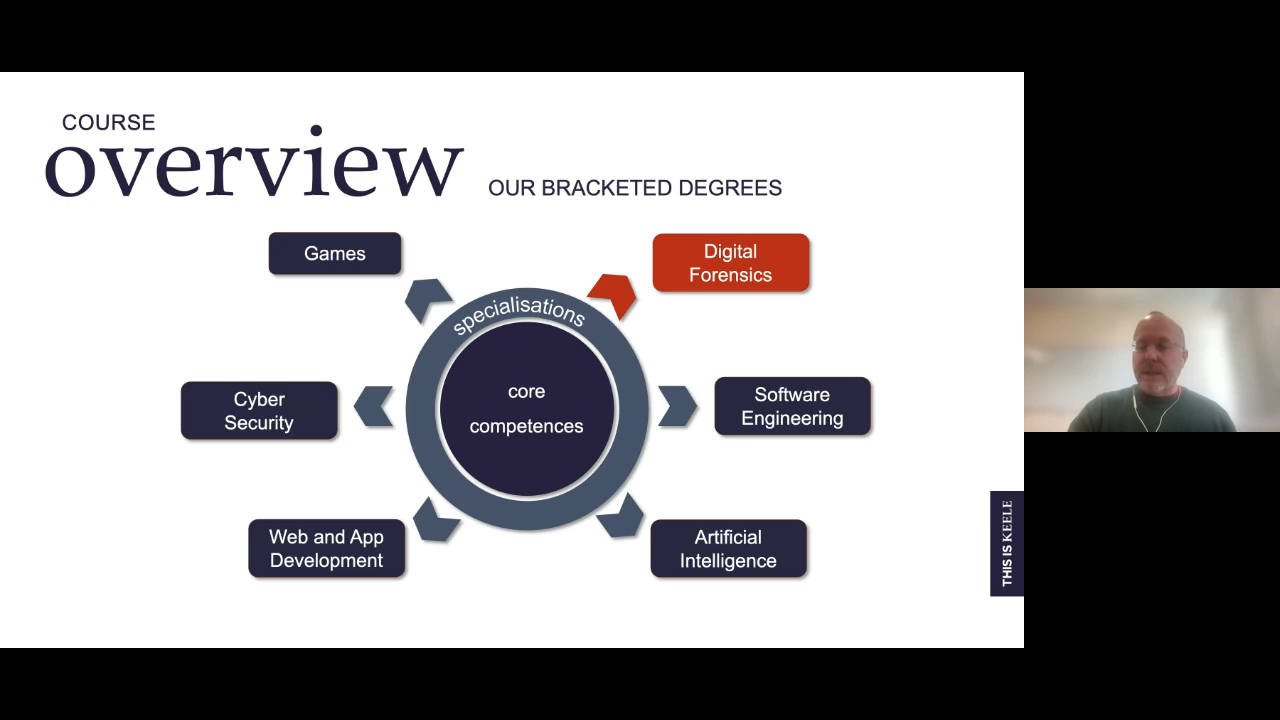 COURSE
overview
OUR BRACKETED DEGREES
Games
Digital
Forensics
specialisations
core
competences
Cyber
Security
Software
Engineering
Web and App
Development
Artificial
Intelligence
THIS IS KEELE